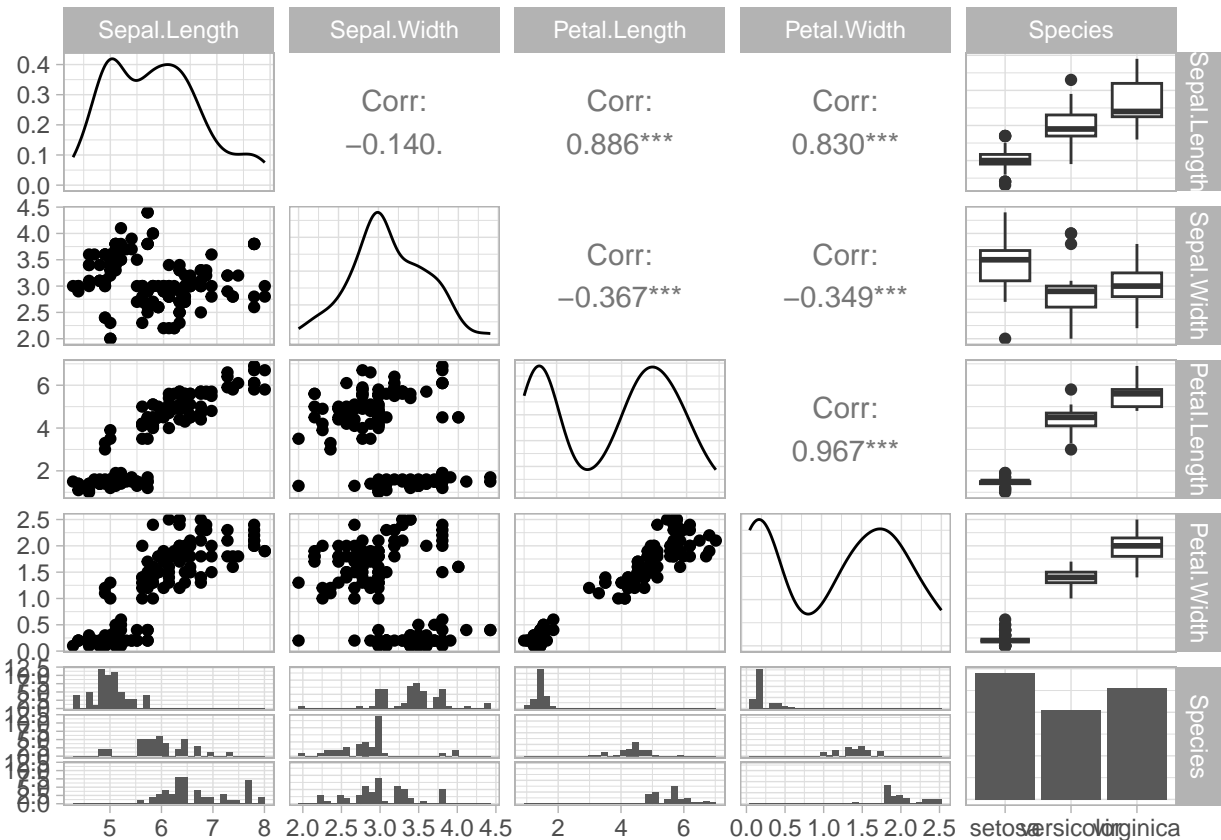 Sepal.Length Sepal.Width Petal.Length Petal.Width Species
0.4
0.3
0.2
0.1
0.0
Corr:
−0.140.
Corr:
0.886***
Corr:
0.830***
Sepal.Length
4.5
4.0
3.5
3.0
2.5
2.0
Corr:
−0.367***
Corr:
−0.349***
Sepal.Width
6
4
2
Corr:
0.967***
Petal.Length
2.5
2.0
1.5
1.0
0.5
0.0
Petal.Width
Species
5 6 7 8 2.0 2.5 3.0 3.5 4.0 4.5 2 4 6 0.0 0.5 1.0 1.5 2.0 2.5 setosa versicolor virginica